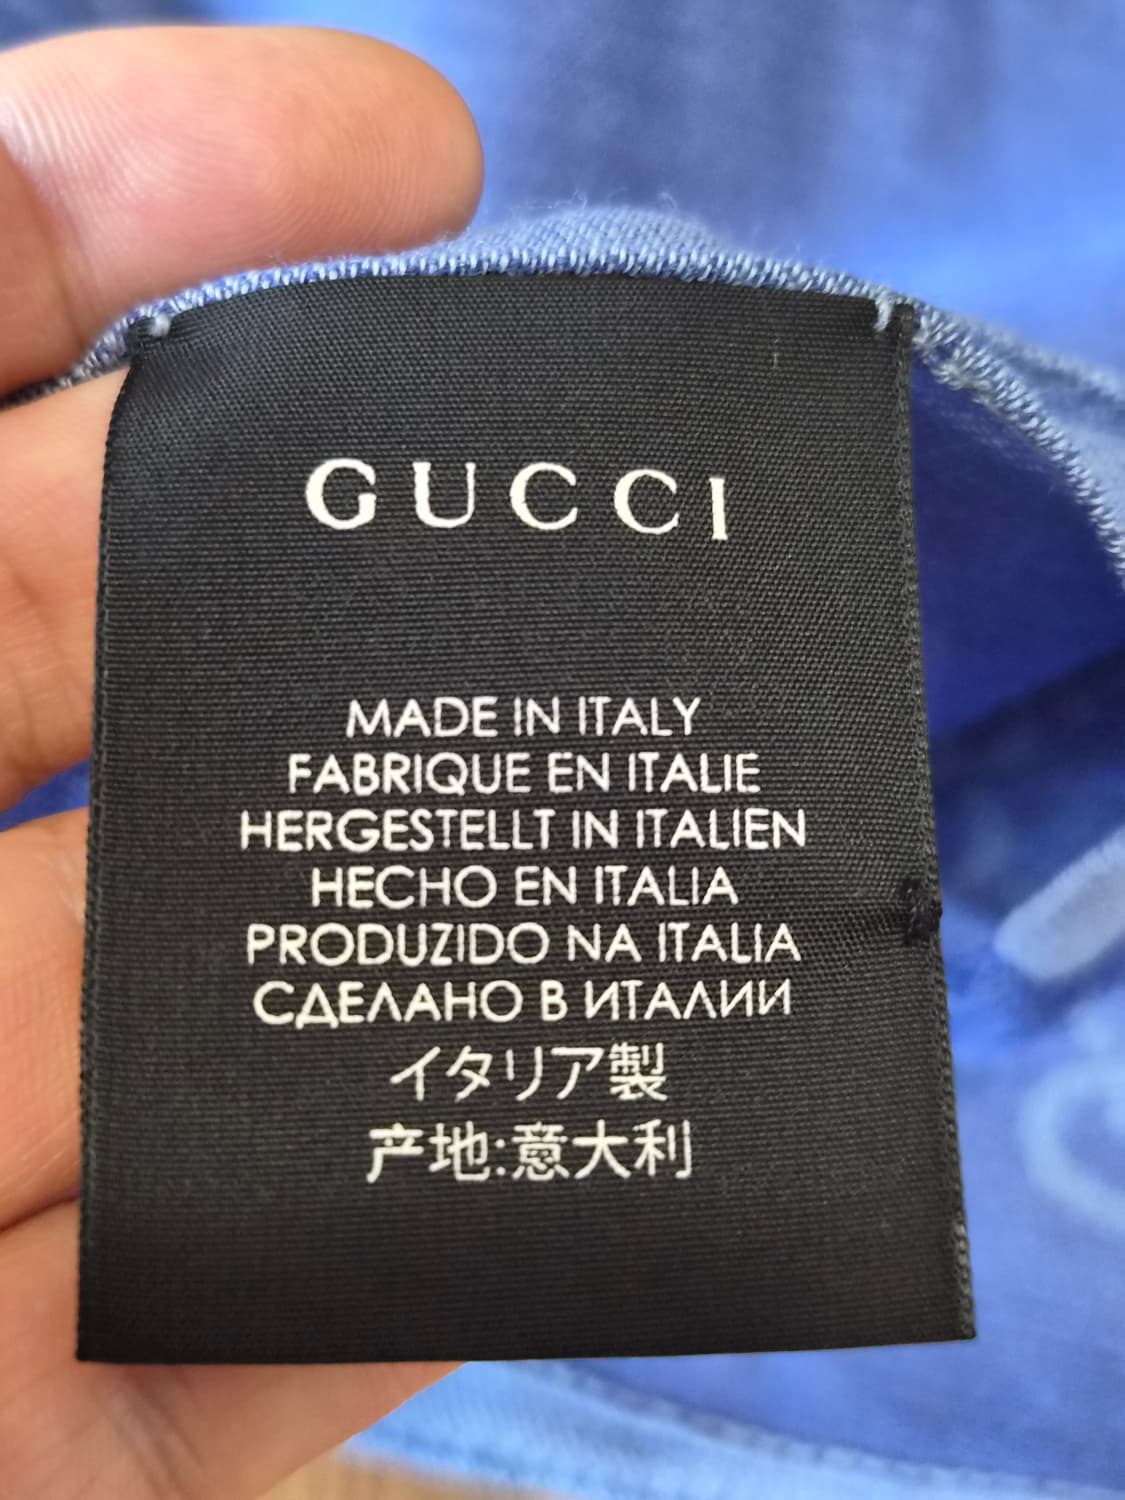 GUCCI
MADE IN ITALY
FABRIQUE EN ITALIE
HERGESTELLT IN ITALIEN
HECHO EN ITALIA
PRODUZIDO NA ITALIA
СДЕЛАНО В ИТАЛИИ
イタリア製
产地:意大利